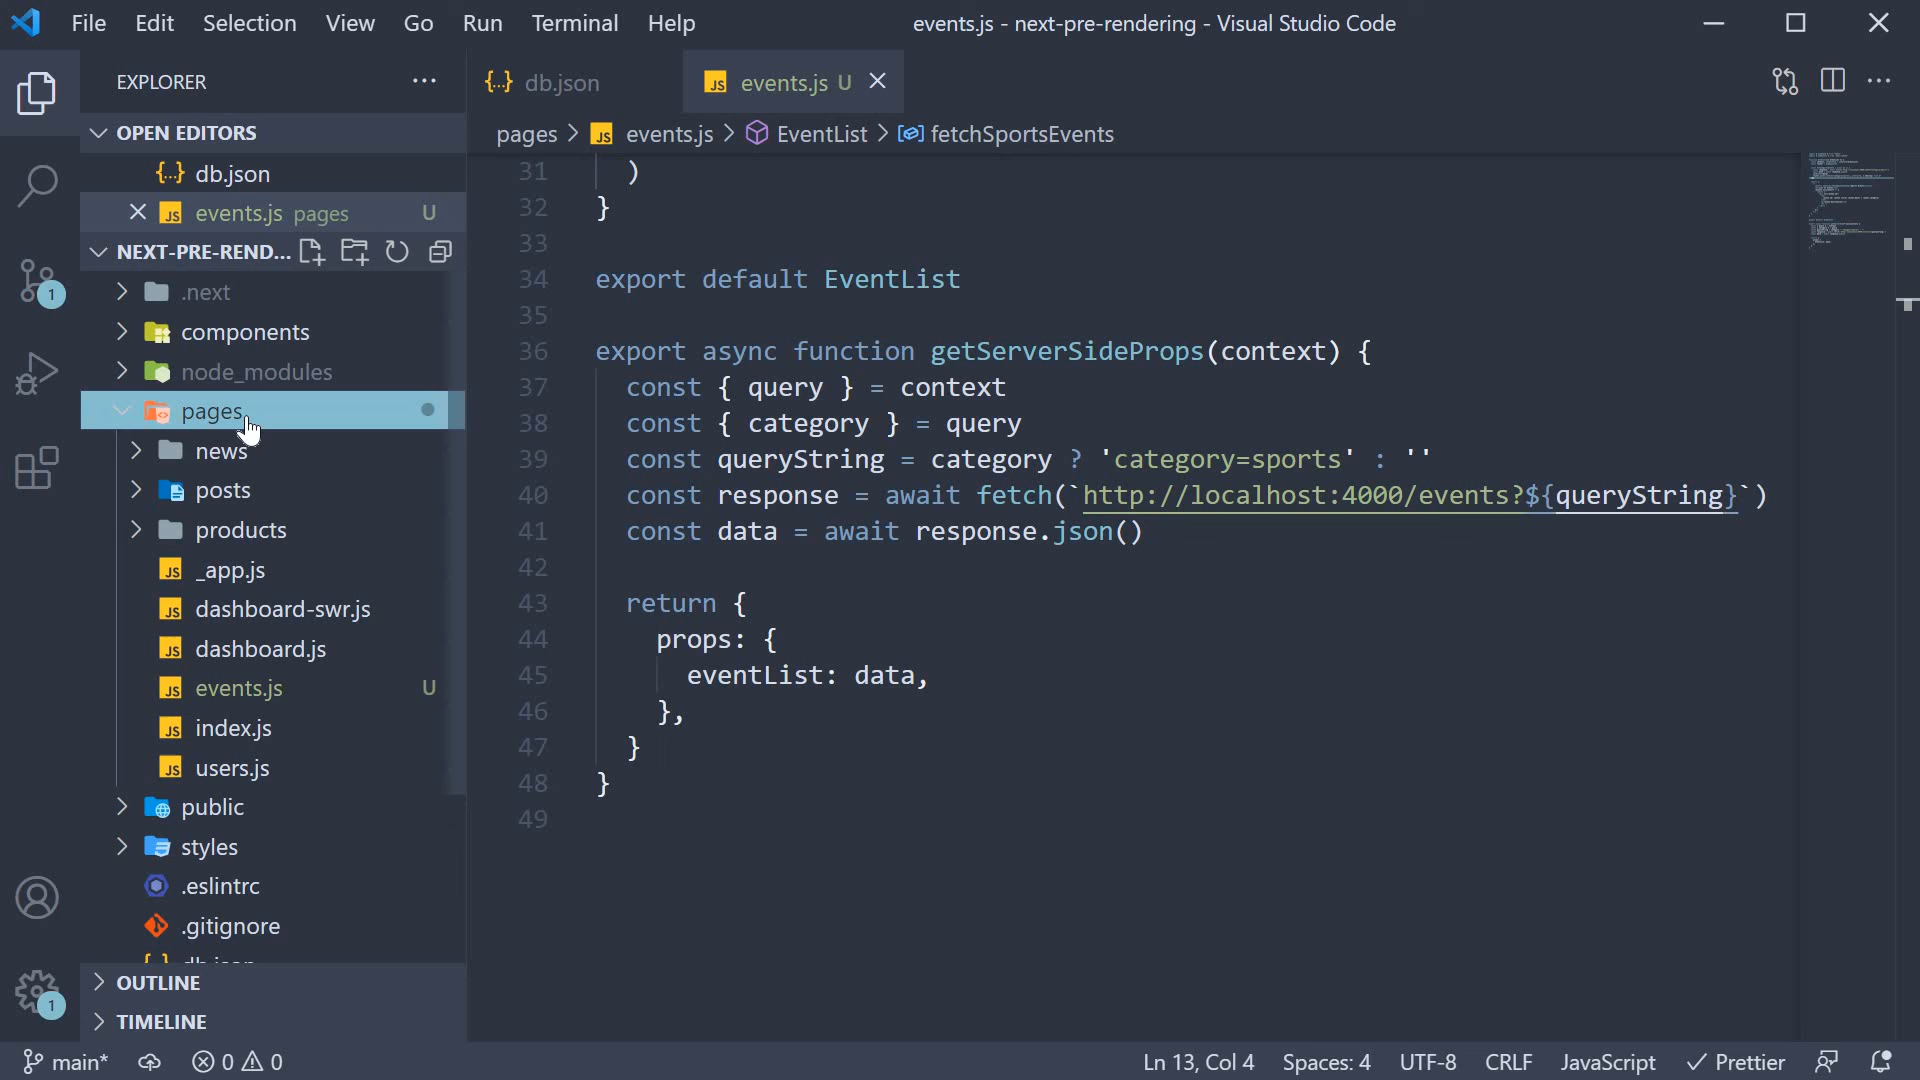 File Edit Selection View Go Run Terminal Help
events.js - next-pre-rendering - Visual Studio Code
EXPLORER
OPEN EDITORS
db.json
events.js pages U
NEXT-PRE-REND...
.next
components
node_modules
pages
news
posts
products
_app.js
dashboard-swr.js
dashboard.js
events.js U
index.js
users.js
public
styles
.eslintrc
.gitignore
db.json
OUTLINE
TIMELINE
db.json
events.js U
pages > events.js > EventList > fetchSportsEvents
31 )
32 }
33
34 export default EventList
35
36 export async function getServerSideProps(context) {
37 const { query } = context
38 const { category } = query
39 const queryString = category ? 'category=sports' : ''
40 const response = await fetch(`http://localhost:4000/events?${queryString}`)
41 const data = await response.json()
42
43 return {
44 props: {
45 eventList: data,
46 },
47 }
48 }
49
1
1
main* 0 0
Ln 13, Col 4 Spaces: 4 UTF-8 CRLF JavaScript Prettier